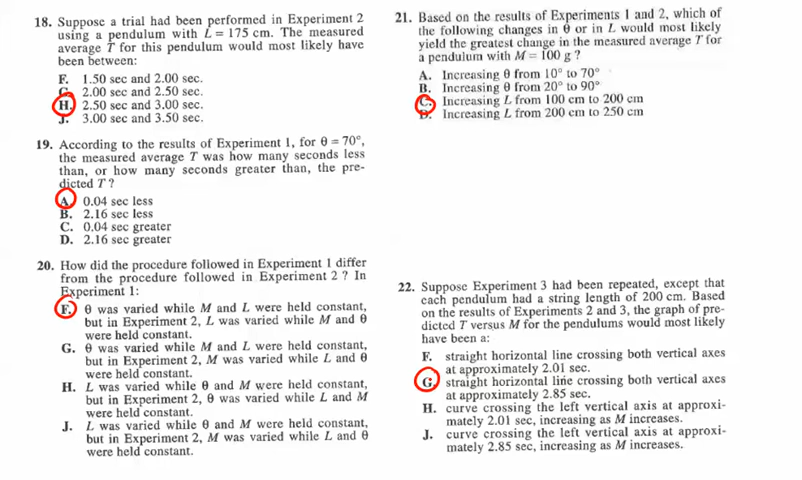 18. Suppose a trial had been performed in Experiment 2
using a pendulum with L = 175 cm. The measured
average T for this pendulum would most likely have
been between:
F. 1.50 sec and 2.00 sec.
G. 2.00 sec and 2.50 sec.
H. 2.50 sec and 3.00 sec.
J. 3.00 sec and 3.50 sec.
19. According to the results of Experiment 1, for θ = 70°,
the measured average T was how many seconds less
than, or how many seconds greater than, the pre-
dicted T ?
A. 0.04 sec less
B. 2.16 sec less
C. 0.04 sec greater
D. 2.16 sec greater
20. How did the procedure followed in Experiment 1 differ
from the procedure followed in Experiment 2 ? In
Experiment 1:
F. θ was varied while M and L were held constant,
but in Experiment 2, L was varied while M and θ
were held constant.
G. θ was varied while M and L were held constant,
but in Experiment 2, M was varied while L and θ
were held constant.
H. L was varied while θ and M were held constant,
but in Experiment 2, θ was varied while L and M
were held constant.
J. L was varied while θ and M were held constant,
but in Experiment 2, M was varied while L and θ
were held constant.
21. Based on the results of Experiments 1 and 2, which of
the following changes in θ or in L would most likely
yield the greatest change in the measured average T for
a pendulum with M = 100 g ?
A. Increasing θ from 10° to 70°
B. Increasing θ from 20° to 90°
C. Increasing L from 100 cm to 200 cm
D. Increasing L from 200 cm to 250 cm
22. Suppose Experiment 3 had been repeated, except that
each pendulum had a string length of 200 cm. Based
on the results of Experiments 2 and 3, the graph of pre-
dicted T versus M for the pendulums would most likely
have been a:
F. straight horizontal line crossing both vertical axes
at approximately 2.01 sec.
G. straight horizontal line crossing both vertical axes
at approximately 2.85 sec.
H. curve crossing the left vertical axis at approxi-
mately 2.01 sec, increasing as M increases.
J. curve crossing the left vertical axis at approxi-
mately 2.85 sec, increasing as M increases.